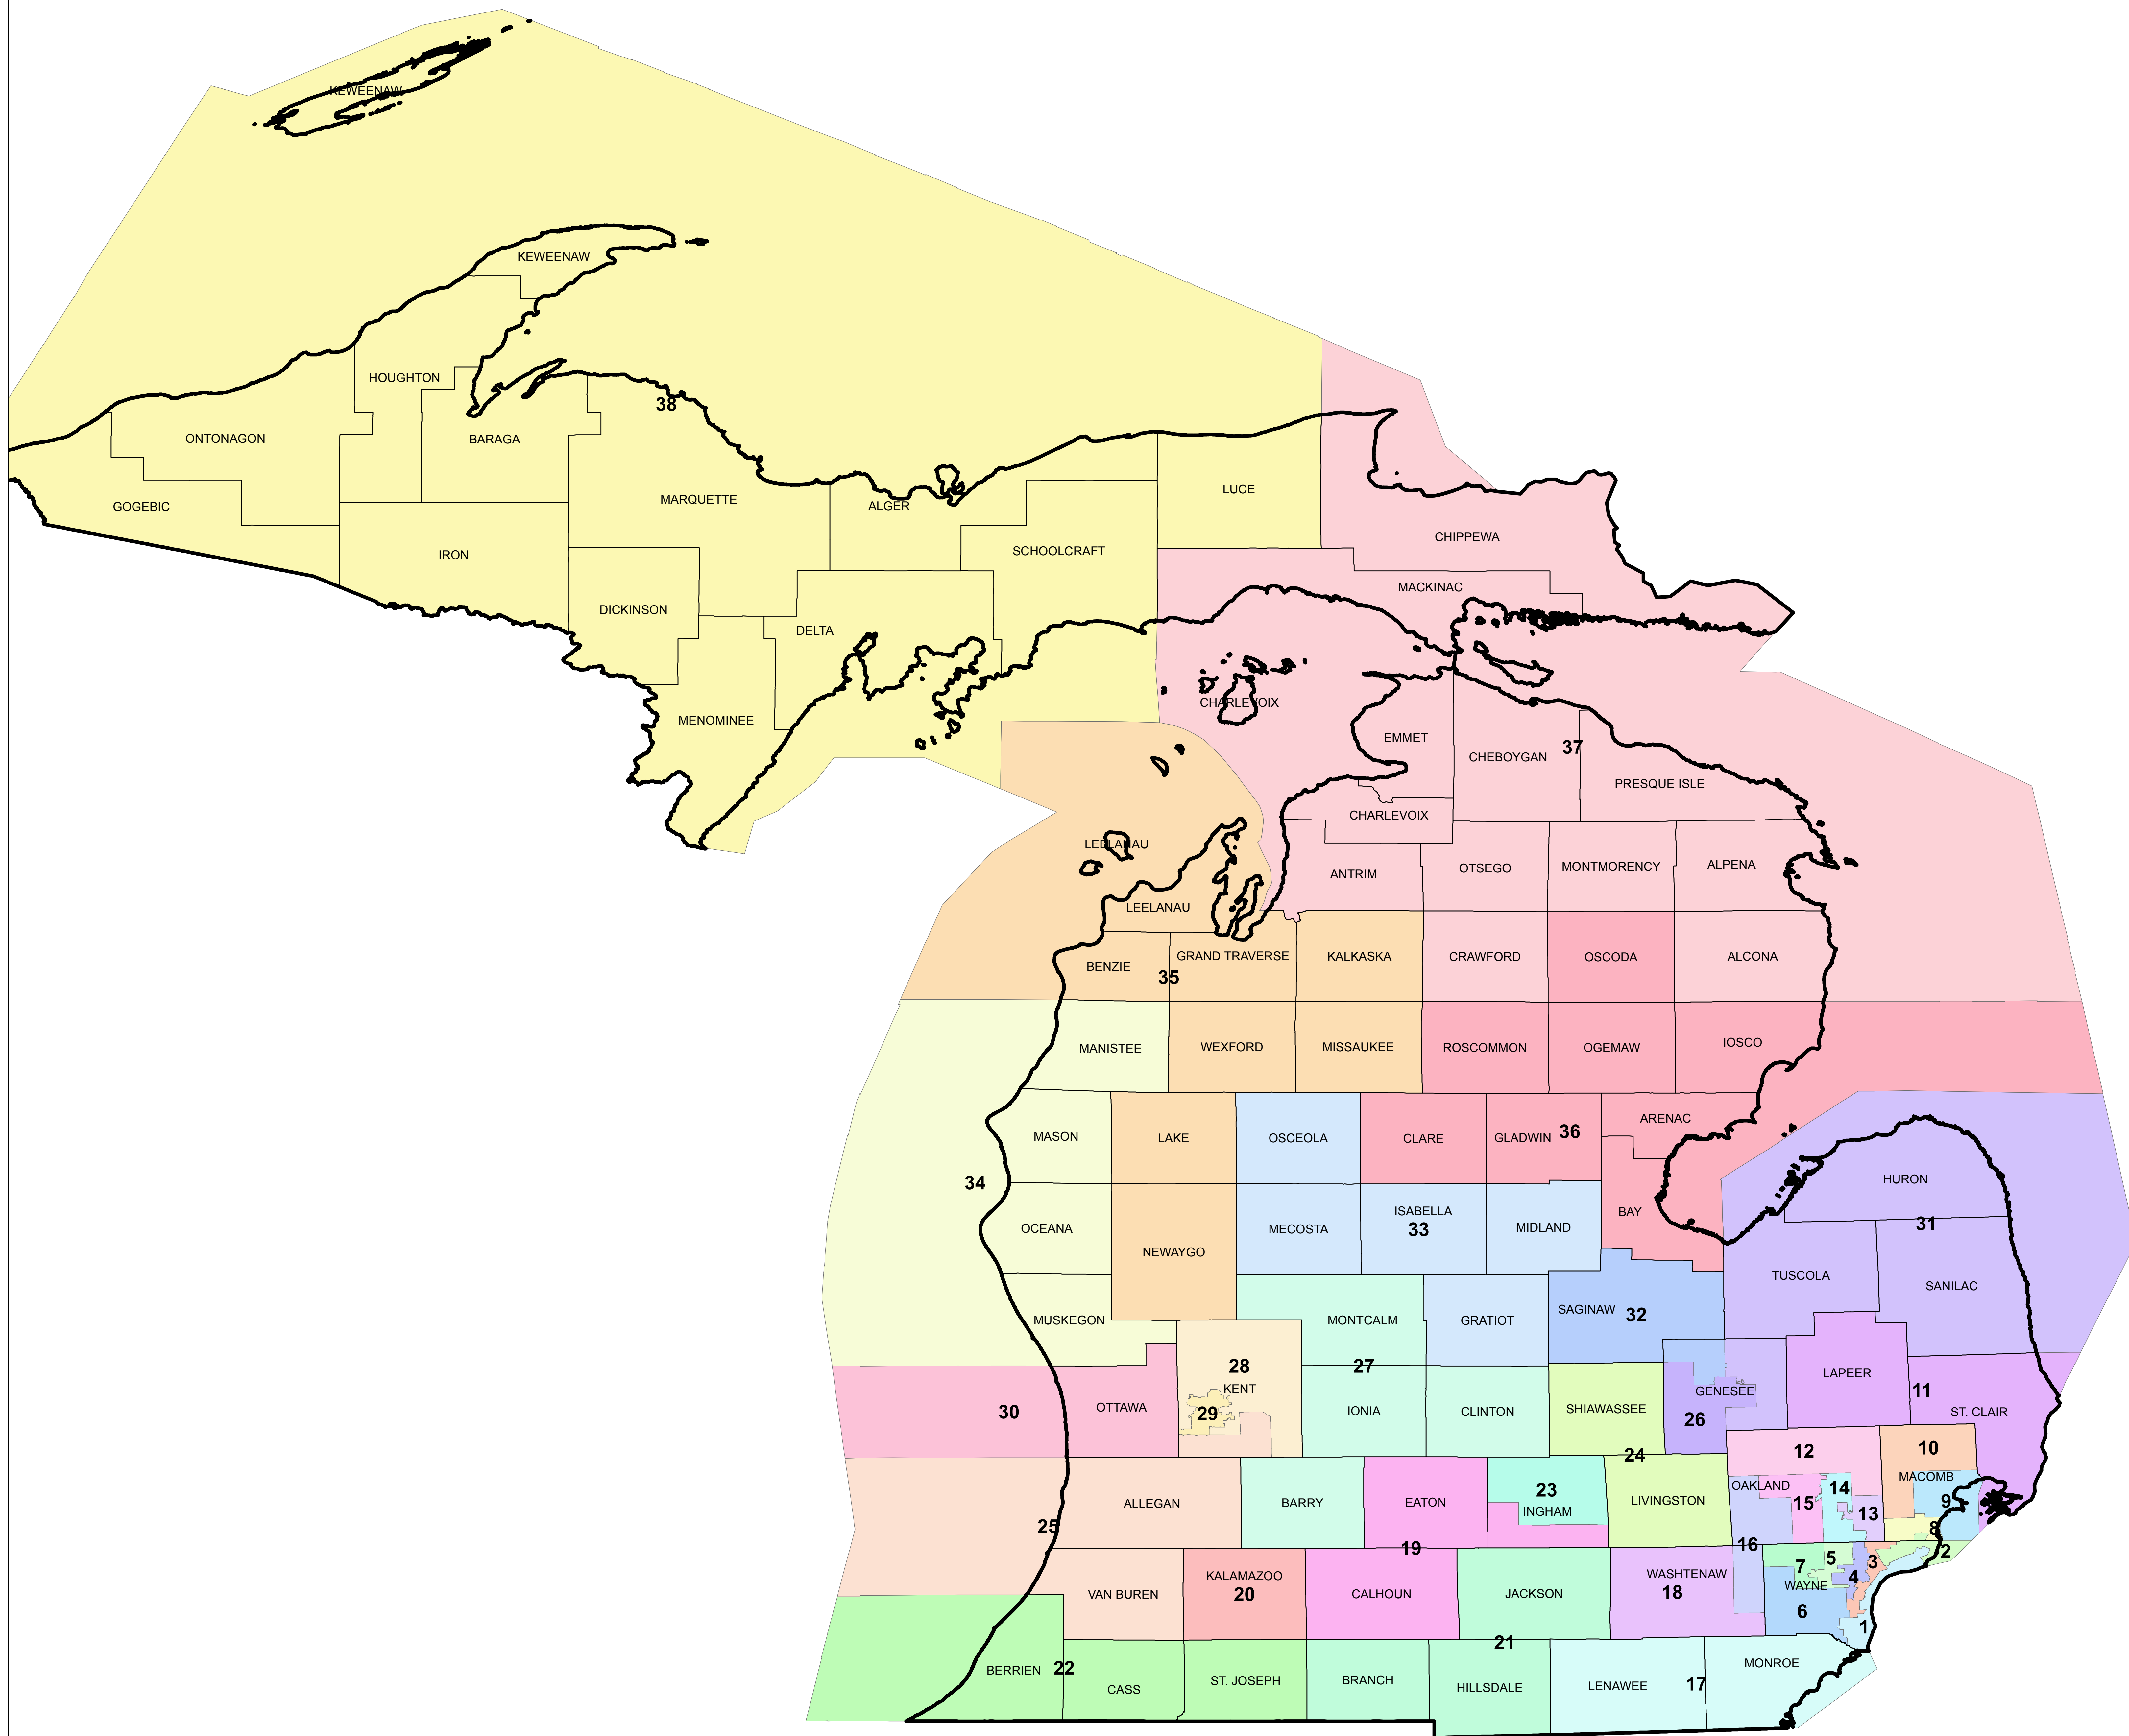 KEWEENAW
KEWEENAW
HOUGHTON
38
ONTONAGON
BARAGA
LUCE
MARQUETTE
GOGEBIC
ALGER
CHIPPEWA
SCHOOLCRAFT
IRON
MACKINAC
DICKINSON
DELTA
CHARLEVOIX
MENOMINEE
EMMET
37
CHEBOYGAN
PRESQUE ISLE
CHARLEVOIX
LEELANAU
ALPENA
MONTMORENCY
OTSEGO
ANTRIM
LEELANAU
GRAND TRAVERSE
KALKASKA
CRAWFORD
OSCODA
ALCONA
BENZIE
35
IOSCO
MANISTEE
WEXFORD
MISSAUKEE
ROSCOMMON
OGEMAW
ARENAC
36
MASON
LAKE
OSCEOLA
CLARE
GLADWIN
HURON
34
ISABELLA
BAY
31
OCEANA
MECOSTA
33
MIDLAND
NEWAYGO
TUSCOLA
SANILAC
SAGINAW
32
MUSKEGON
MONTCALM
GRATIOT
28
27
LAPEER
KENT
GENESEE
11
30
OTTAWA
29
IONIA
CLINTON
SHIAWASSEE
26
ST. CLAIR
24
12
10
MACOMB
OAKLAND
14
23
ALLEGAN
BARRY
EATON
LIVINGSTON
15
9
INGHAM
13
25
8
19
16
2
5
3
7
KALAMAZOO
WASHTENAW
4
VAN BUREN
20
CALHOUN
JACKSON
18
WAYNE
6
1
21
22
MONROE
BERRIEN
CASS
ST. JOSEPH
BRANCH
HILLSDALE
LENAWEE
17